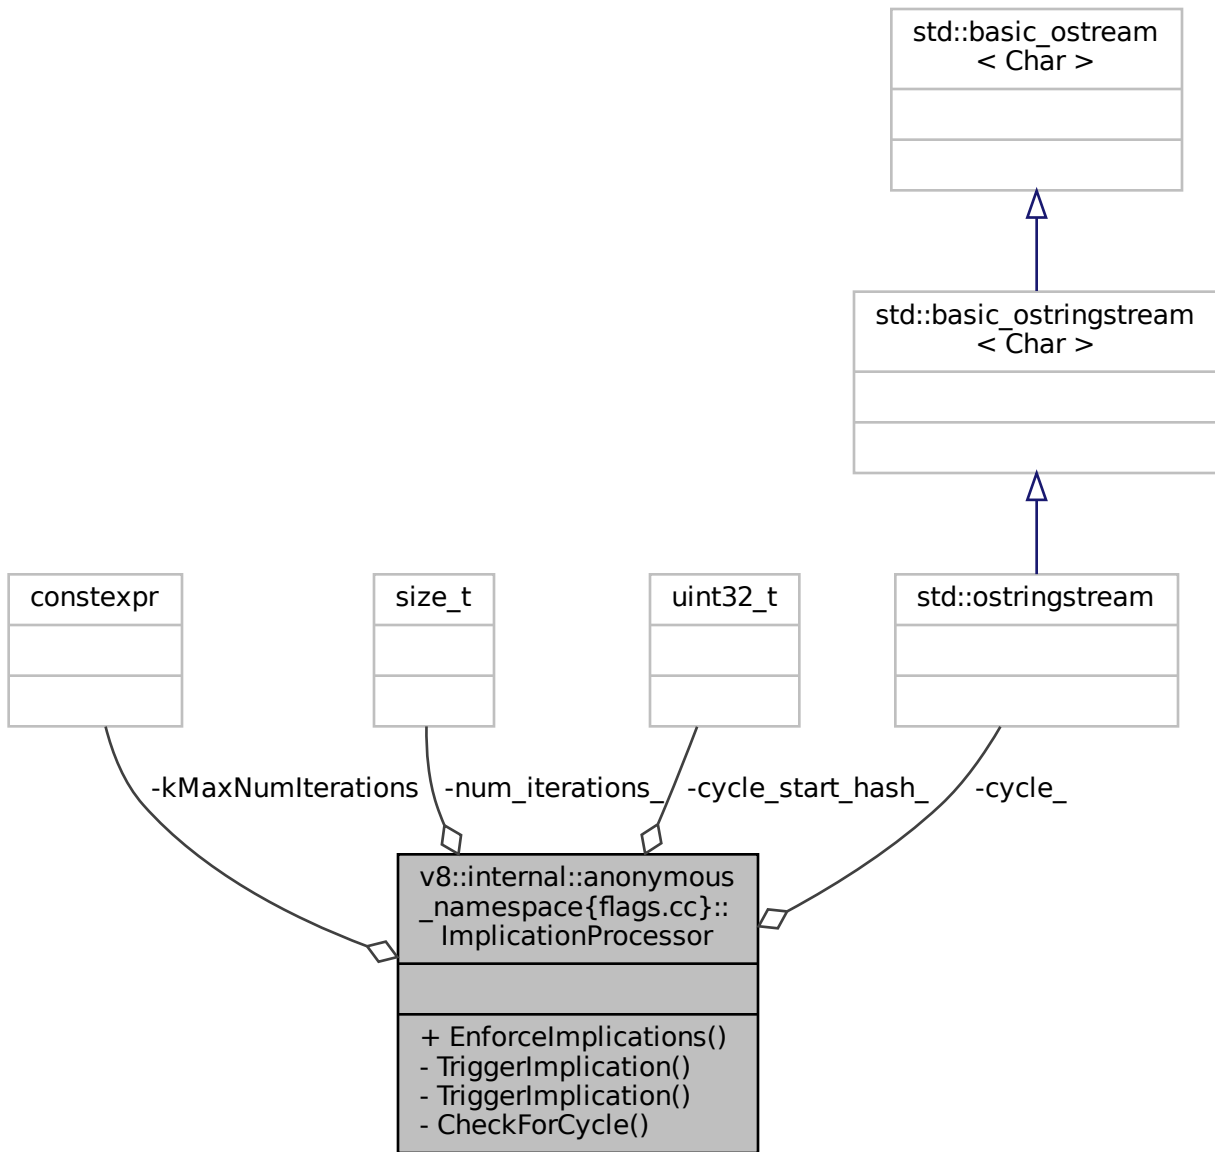 std::basic_ostream
< Char >
std::basic_ostringstream
< Char >
constexpr
size_t
uint32_t
std::ostringstream
-kMaxNumIterations
-num_iterations_
-cycle_start_hash_
-cycle_
v8::internal::anonymous
_namespace{flags.cc}::
ImplicationProcessor
+ EnforceImplications()
- TriggerImplication()
- TriggerImplication()
- CheckForCycle()